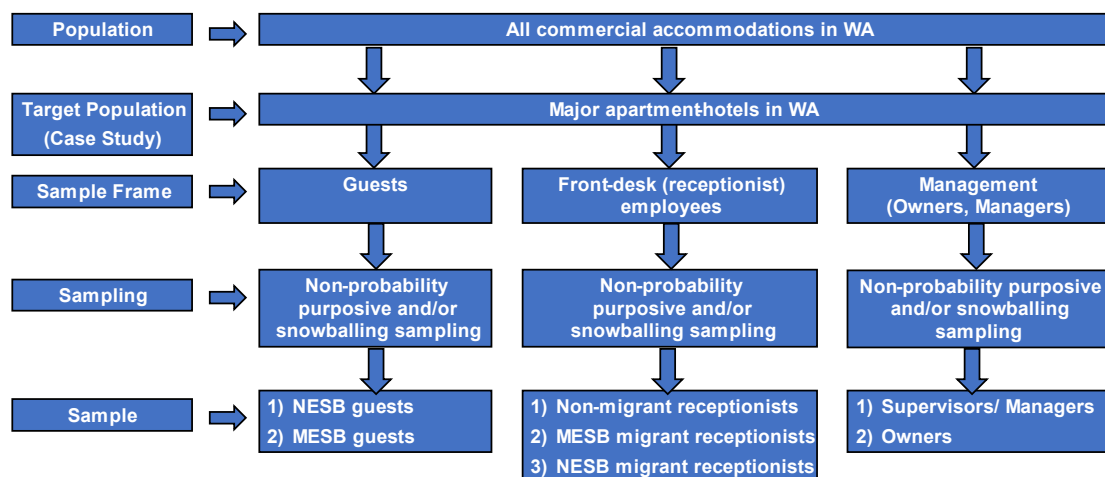 Population
All commercial accommodations in WA
Target Population
(Case Study)
Major apartment-hotels in WA
Sample Frame
Guests
Front-desk (receptionist)
employees
Management
(Owners, Managers)
Sampling
Non-probability
purposive and/or
snowballing sampling
Non-probability
purposive and/or
snowballing sampling
Non-probability purposive
and/or snowballing
sampling
Sample
1) NESB guests
2) MESB guests
1) Non-migrant receptionists
2) MESB migrant receptionists
3) NESB migrant receptionists
1) Supervisors/ Managers
2) Owners